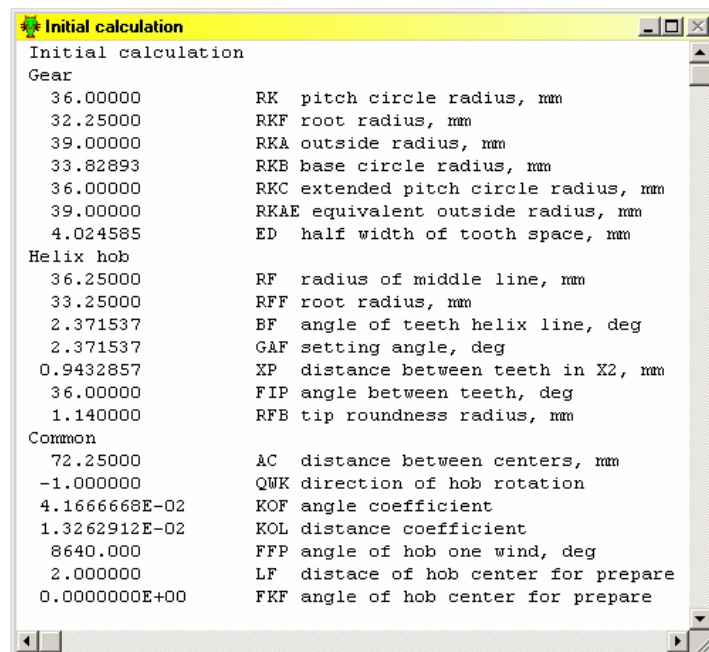 Initial calculation
Initial calculation
Gear
36.00000 RK pitch circle radius, mm
32.25000 RKF root radius, mm
39.00000 RKA outside radius, mm
33.82893 RKB base circle radius, mm
36.00000 RKC extended pitch circle radius, mm
39.00000 RKAE equivalent outside radius, mm
4.024585 ED half width of tooth space, mm
Helix hob
36.25000 RF radius of middle line, mm
33.25000 RFF root radius, mm
2.371537 BF angle of teeth helix line, deg
2.371537 GAF setting angle, deg
0.9432857 XP distance between teeth in X2, mm
36.00000 FIP angle between teeth, deg
1.140000 RFB tip roundness radius, mm
Common
72.25000 AC distance between centers, mm
-1.000000 QWK direction of hob rotation
4.1666668E-02 KOF angle coefficient
1.3262912E-02 KOL distance coefficient
8640.000 FFP angle of hob one wind, deg
2.000000 LF distace of hob center for prepare
0.0000000E+00 FKF angle of hob center for prepare